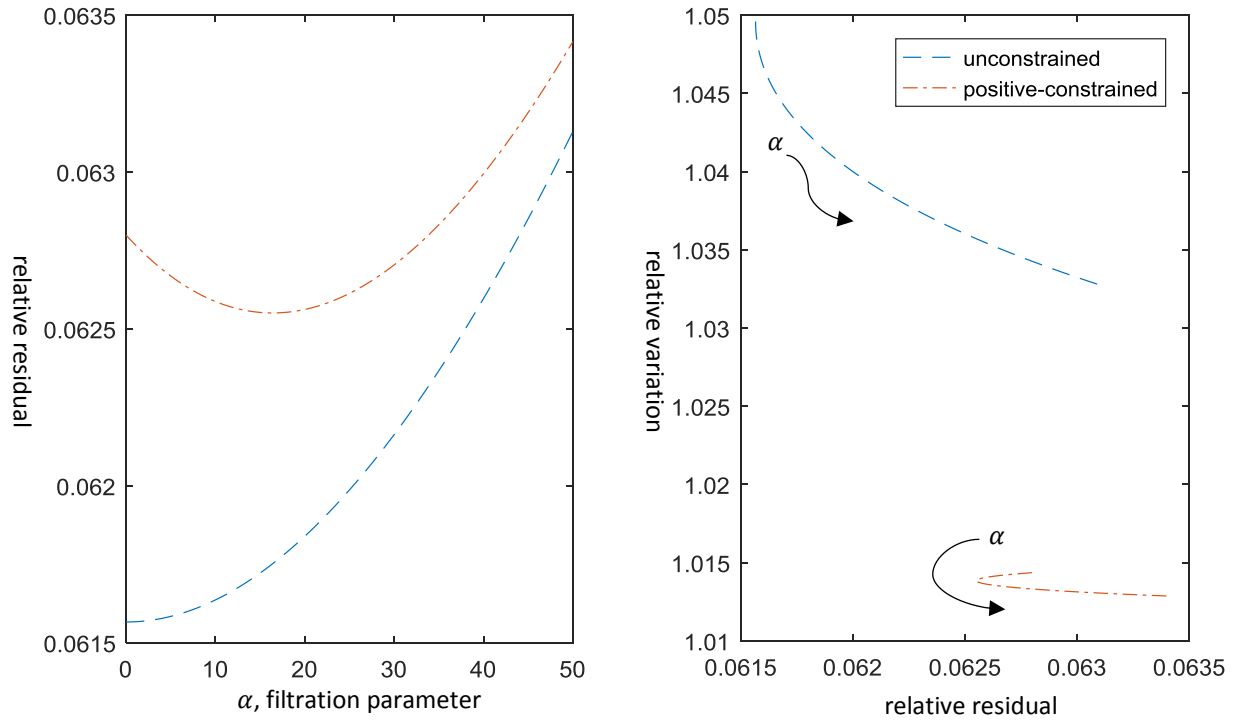 0.0635
0.063
0.0625
0.062
0.0615
relative residual
0 10 20 30 40 50
α, filtration parameter
1.05
1.045
1.04
1.035
1.03
1.025
1.02
1.015
1.01
relative variation
unconstrained
positive-constrained
α
α
0.0615 0.062 0.0625 0.063 0.0635
relative residual